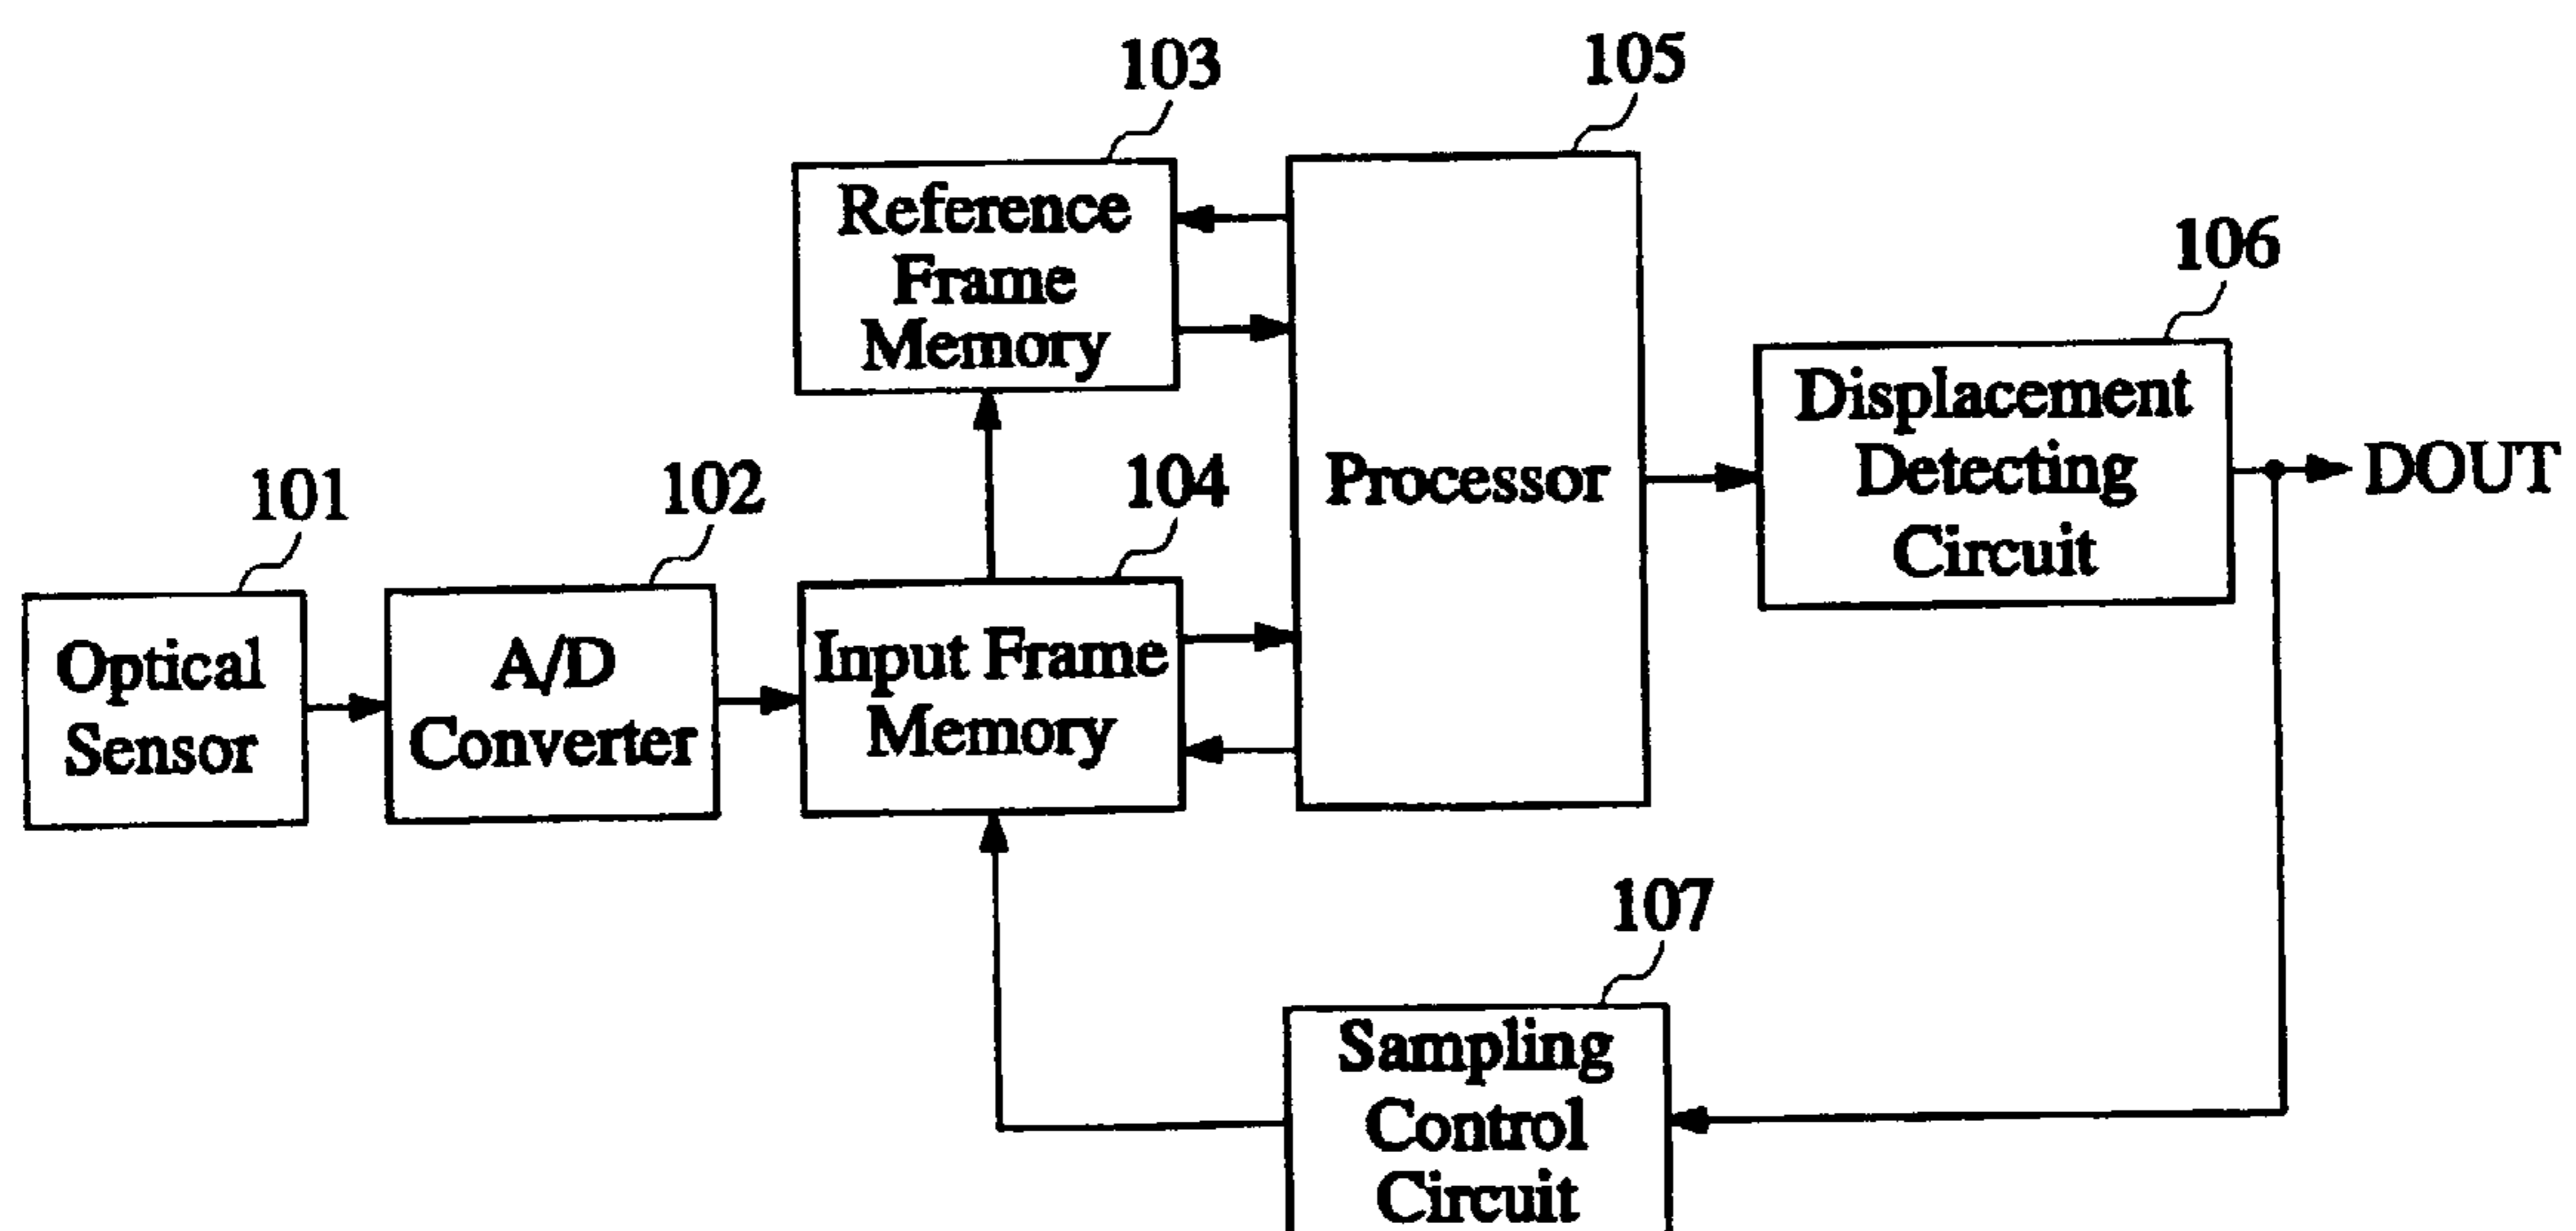 103
105
Reference
Frame
Memory
106
Displacement
Detecting
Circuit
DOUT
Processor
101
102
104
Optical
Sensor
A/D
Converter
Input Frame
Memory
107
Sampling
Control
Circuit